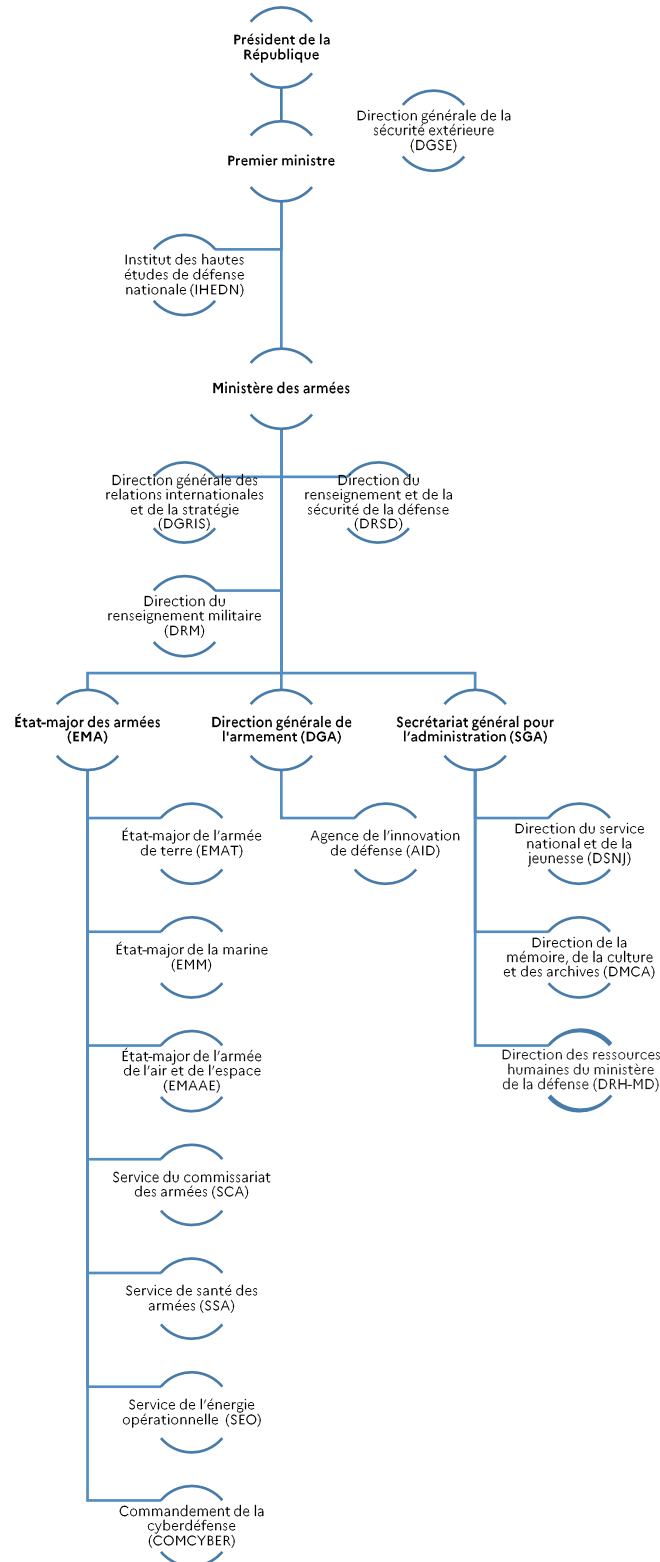 Président de la
République
Direction générale de la
sécurité extérieure
(DGSE)
Premier ministre
Institut des hautes
études de défense
nationale (IHEDN)
Ministère des armées
Direction générale des
relations internationales
et de la stratégie
(DGRIS)
Direction du
renseignement et de la
sécurité de la défense
(DRSD)
Direction du
renseignement militaire
(DRM)
État-major des armées
(EMA)
Direction générale de
l'armement (DGA)
Secrétariat général pour
l’administration (SGA)
État-major de l’armée
de terre (EMAT)
Agence de l’innovation
de défense (AID)
Direction du service
national et de la
jeunesse (DSNJ)
État-major de la marine
(EMM)
Direction de la
mémoire, de la culture
et des archives (DMCA)
État-major de l’armée
de l’air et de l’espace
(EMAAE)
Direction des ressources
humaines du ministère
de la défense (DRH-MD)
Service du commissariat
des armées (SCA)
Service de santé des
armées (SSA)
Service de l’énergie
opérationnelle (SEO)
Commandement de la
cyberdéfense
(COMCYBER)